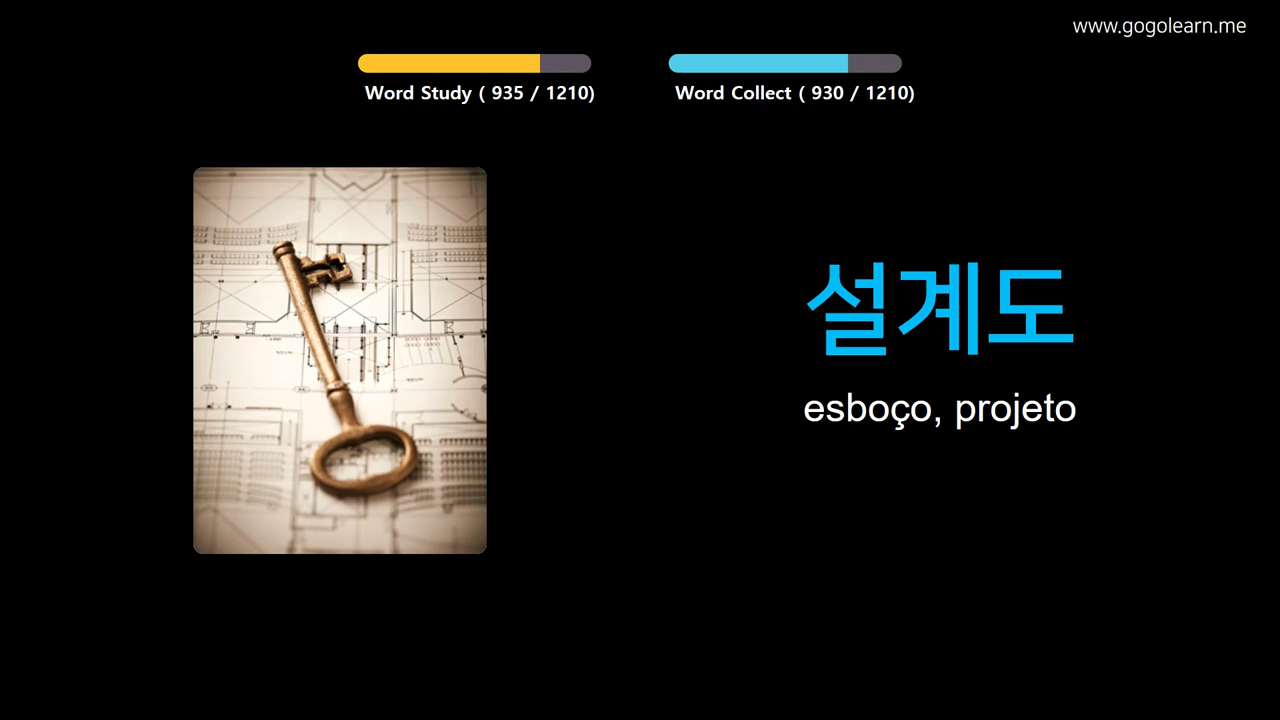 www.gogolearn.me
Word Study ( 935 / 1210)
Word Collect ( 930 / 1210)
설계도
esboço, projeto